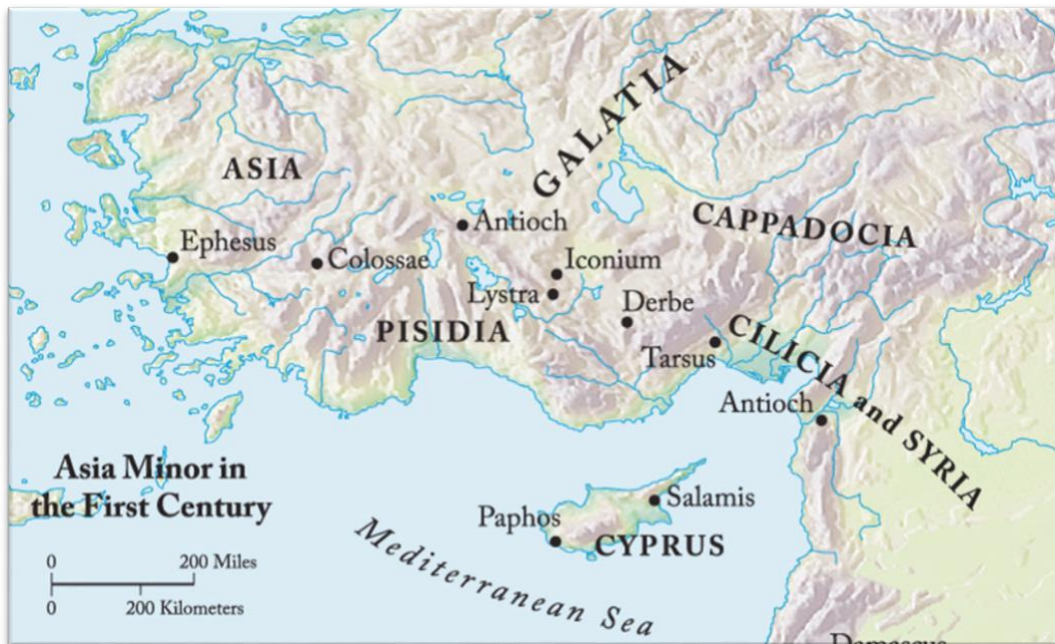 GALATIA
ASIA
CAPPADOCIA
Antioch
Ephesus
Colossae
Iconium
Lystra
Derbe
PISIDIA
Tarsus
CILICIA and SYRIA
Antioch
Asia Minor in
the First Century
Salamis
Paphos
CYPRUS
Mediterranean Sea
0 200 Miles
0 200 Kilometers
Damascus